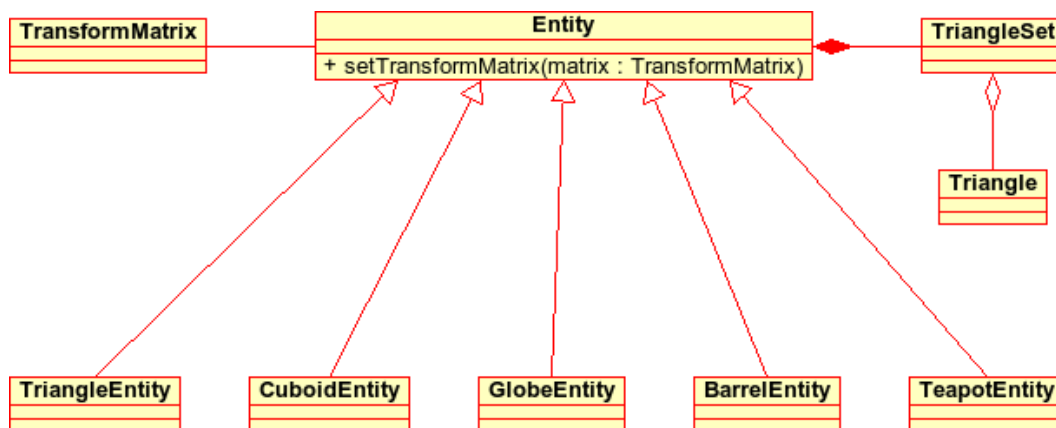 TransformMatrix
Entity
+ setTransformMatrix(matrix : TransformMatrix)
TriangleSet
Triangle
TriangleEntity
CuboidEntity
GlobeEntity
BarrelEntity
TeapotEntity